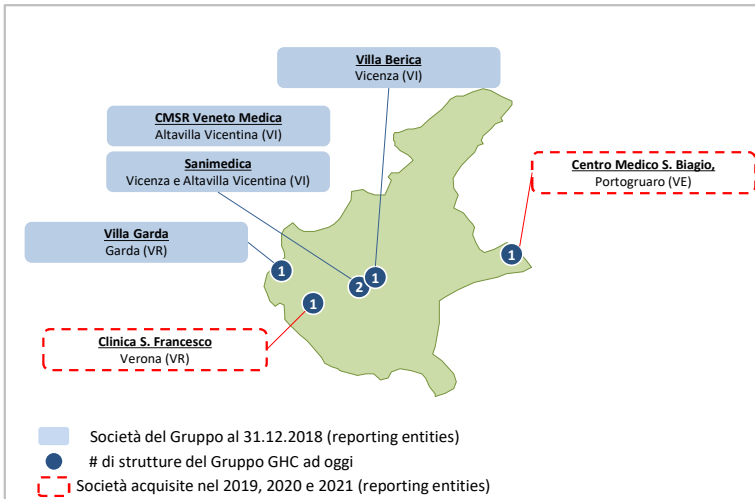 Villa Berica
Vicenza (VI)
CMSR Veneto Medica
Altavilla Vicentina (VI)
Sanimedica
Vicenza e Altavilla Vicentina (VI)
Centro Medico S. Biagio,
Portogruaro (VE)
Villa Garda
Garda (VR)
1
1
2
1
1
Clinica S. Francesco
Verona (VR)
Società del Gruppo al 31.12.2018 (reporting entities)
# di strutture del Gruppo GHC ad oggi
Società acquisite nel 2019, 2020 e 2021 (reporting entities)